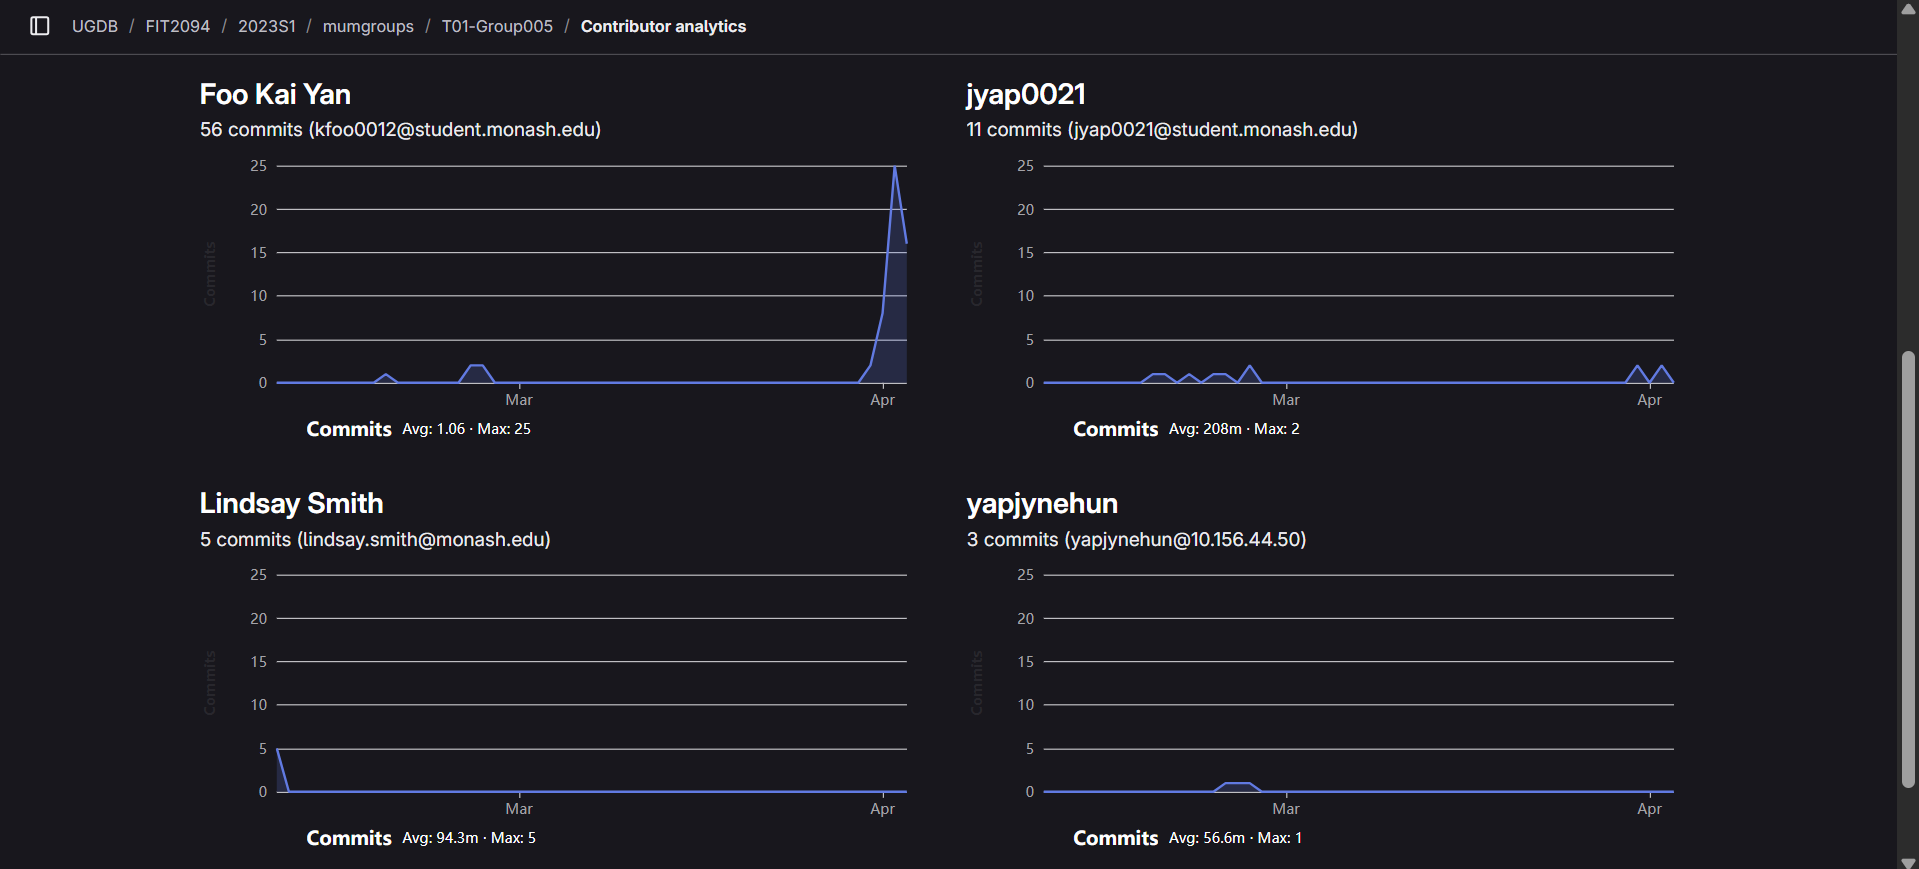 UGDB / FIT2094 / 2023S1 / mumgroups / T01-Group005 / Contributor analytics
Foo Kai Yan
56 commits (kfoo0012@student.monash.edu)
25
20
15
10
5
0
Commits
Mar
Apr
Commits Avg: 1.06 · Max: 25
jyap0021
11 commits (jyap0021@student.monash.edu)
25
20
15
10
5
0
Commits
Mar
Apr
Commits Avg: 208m · Max: 2
Lindsay Smith
5 commits (lindsay.smith@monash.edu)
25
20
15
10
5
0
Commits
Mar
Apr
Commits Avg: 94.3m · Max: 5
yapjynehun
3 commits (yapjynehun@10.156.44.50)
25
20
15
10
5
0
Commits
Mar
Apr
Commits Avg: 56.6m · Max: 1